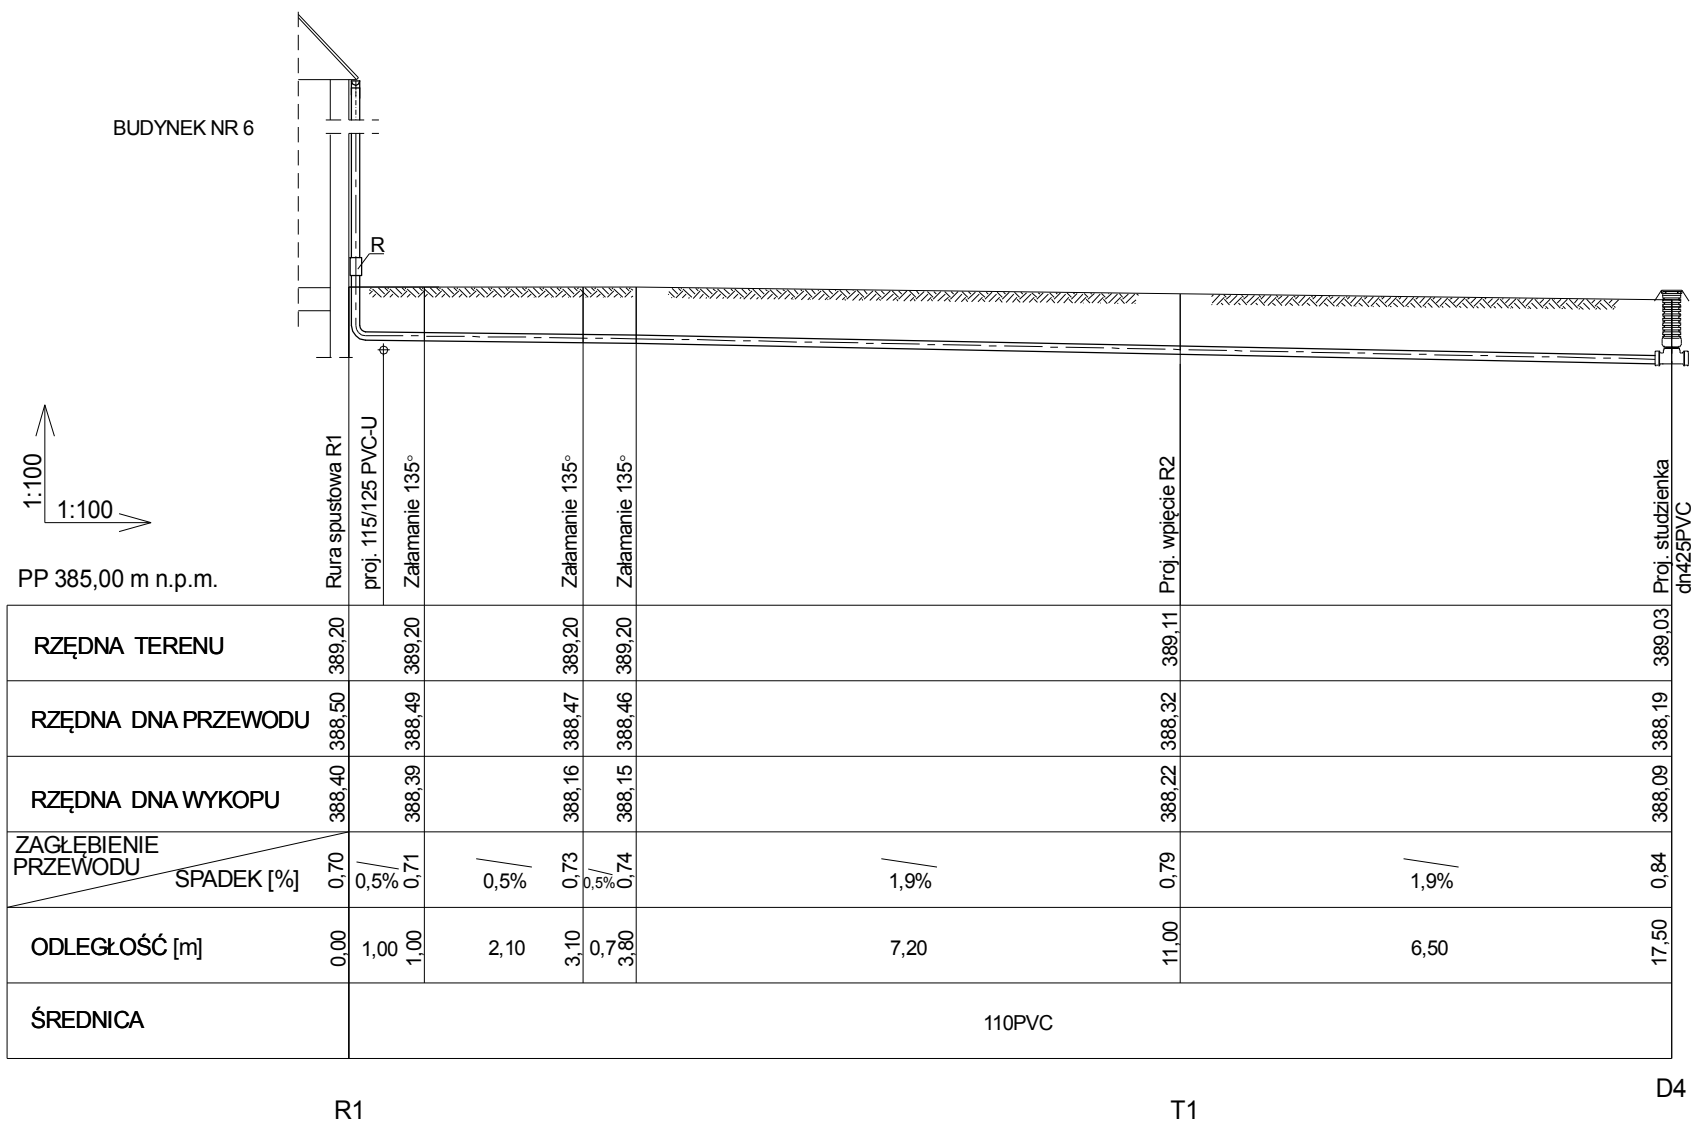 BUDYNEK NR 6
R
1:100
1:100
PP 385,00 m n.p.m.
Rura spustowa R1
proj. 115/125 PVC-U
Załamanie 135°
Załamanie 135°
Załamanie 135°
Proj. wpięcie R2
Proj. studzienka
dn425PVC
RZĘDNA TERENU
389,20
389,20
389,20
389,20
389,11
389,03
RZĘDNA DNA PRZEWODU
388,50
388,49
388,47
388,46
388,32
388,19
RZĘDNA DNA WYKOPU
388,40
388,39
388,16
388,15
388,22
388,09
ZAGŁĘBIENIE
PRZEWODU
SPADEK [%]
0,70
0,5%
0,71
0,5%
0,73
0,5%
0,74
1,9%
0,79
1,9%
0,84
ODLEGŁOŚĆ [m]
0,00
1,00
1,00
2,10
3,10
0,7
3,80
7,20
11,00
6,50
17,50
ŚREDNICA
110PVC
R1
T1
D4